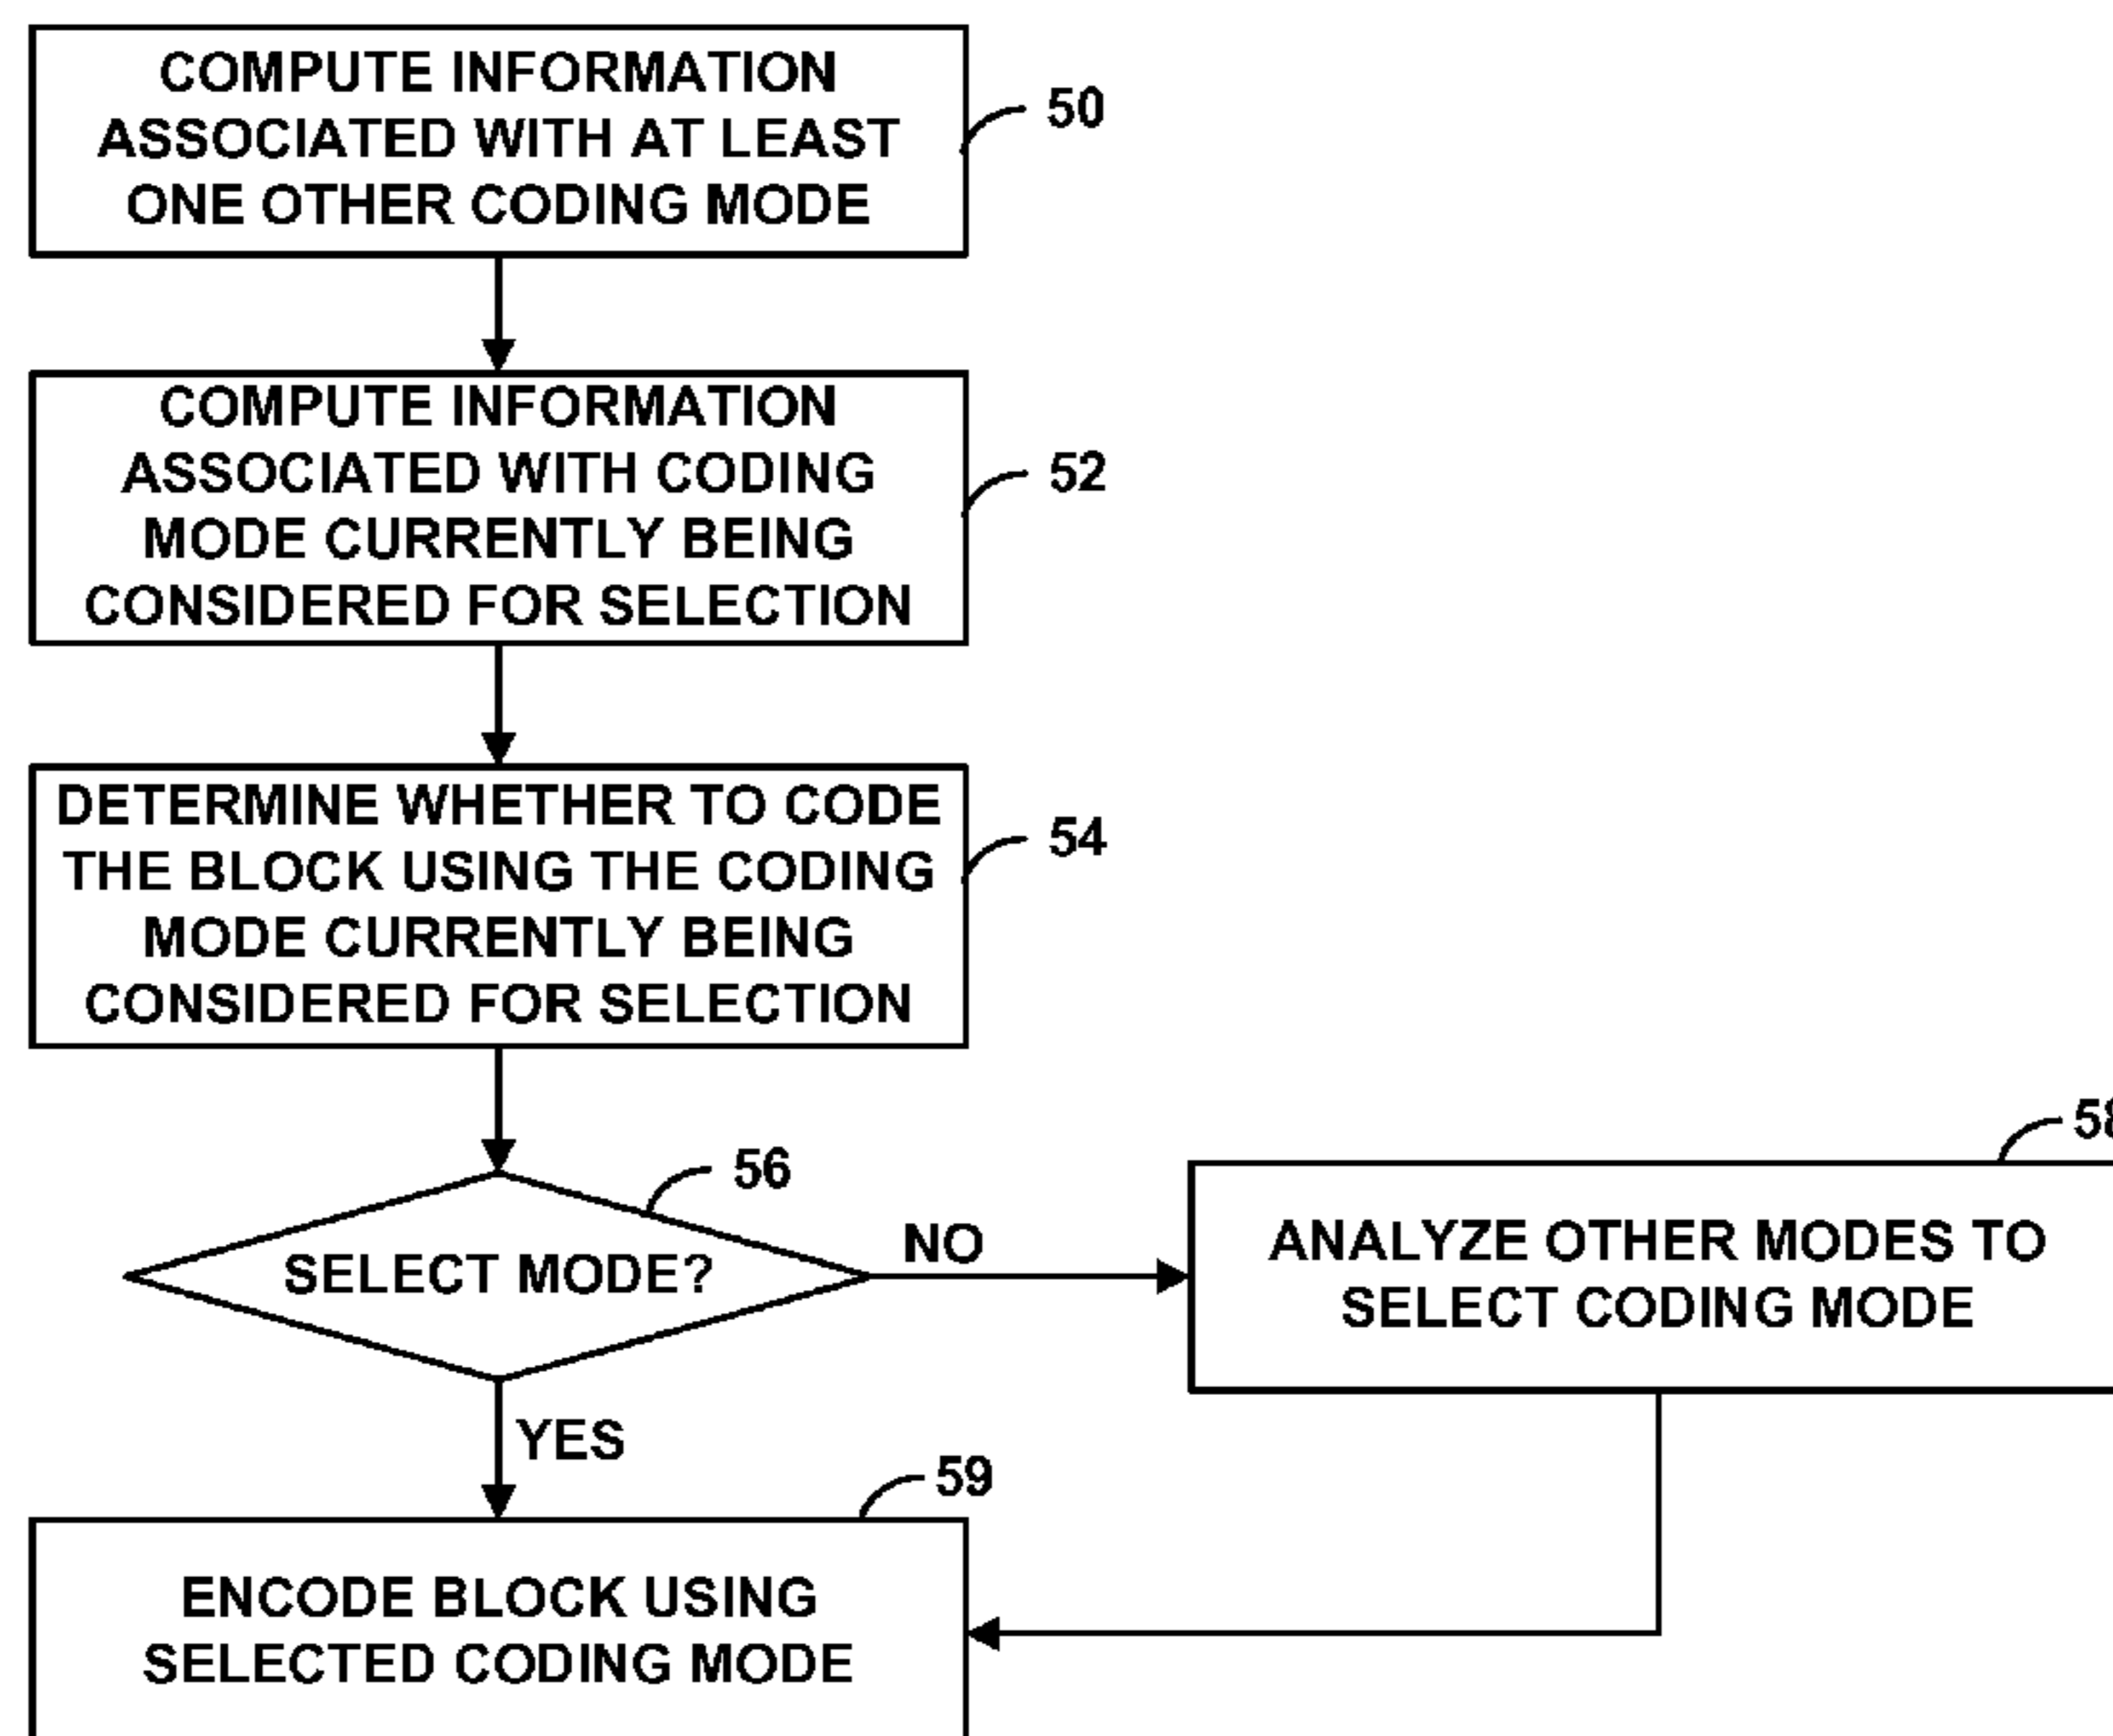 COMPUTE INFORMATION
ASSOCIATED WITH AT LEAST
ONE OTHER CODING MODE
50
COMPUTE INFORMATION
ASSOCIATED WITH CODING
MODE CURRENTLY BEING
CONSIDERED FOR SELECTION
52
DETERMINE WHETHER TO CODE
THE BLOCK USING THE CODING
MODE CURRENTLY BEING
CONSIDERED FOR SELECTION
54
56
SELECT MODE?
NO
58
ANALYZE OTHER MODES TO
SELECT CODING MODE
YES
59
ENCODE BLOCK USING
SELECTED CODING MODE